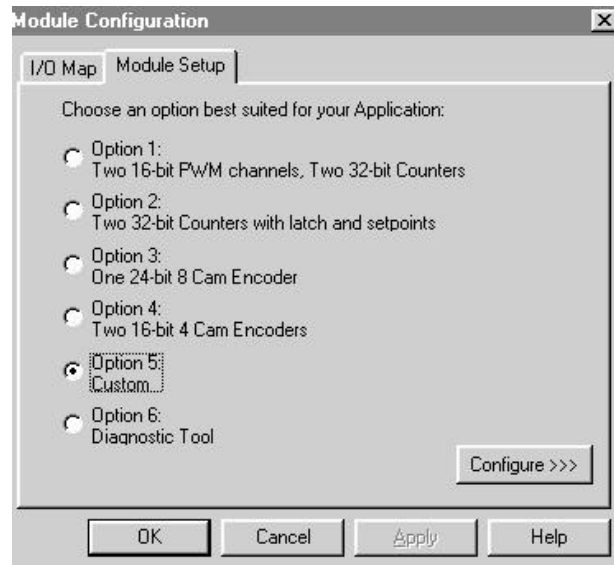 Module Configuration
I/O Map
Module Setup
Choose an option best suited for your Application:
Option 1:
Two 16-bit PWM channels, Two 32-bit Counters
Option 2:
Two 32-bit Counters with latch and setpoints
Option 3:
One 24-bit 8 Cam Encoder
Option 4:
Two 16-bit 4 Cam Encoders
Option 5:
Custom
Option 6:
Diagnostic Tool
Configure >>>
OK
Cancel
Apply
Help